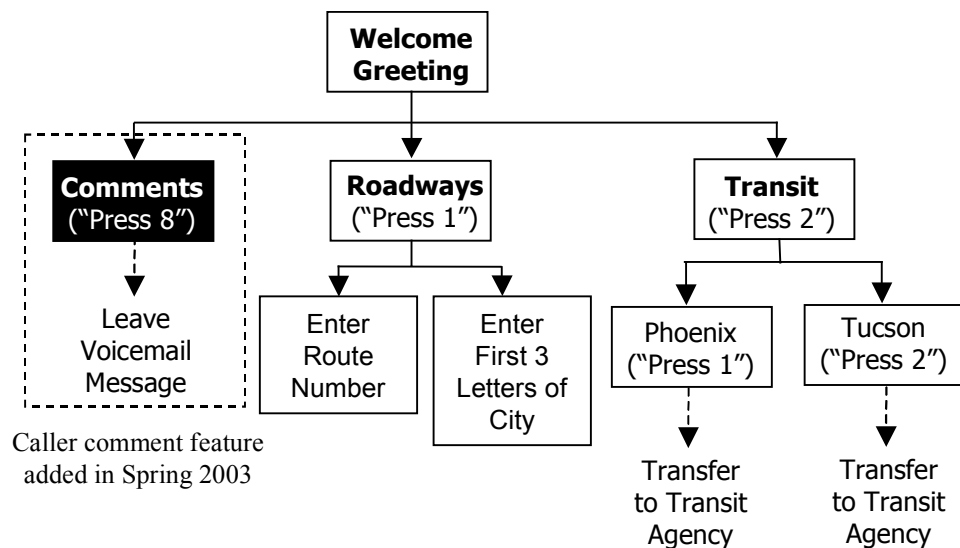 Welcome
Greeting
Comments
(“Press 8”)
Leave
Voicemail
Message
Caller comment feature
added in Spring 2003
Roadways
(“Press 1”)
Enter
Route
Number
Enter
First 3
Letters of
City
Transit
(“Press 2”)
Phoenix
(“Press 1”)
Transfer
to Transit
Agency
Tucson
(“Press 2”)
Transfer
to Transit
Agency